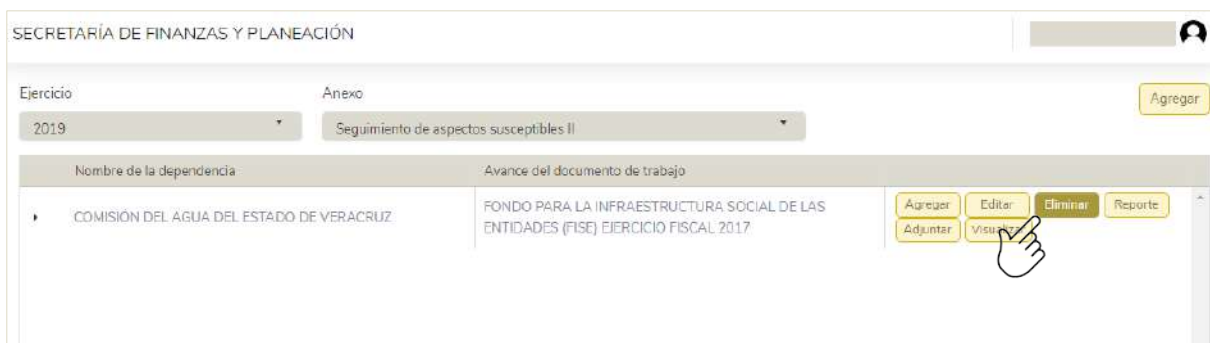 SECRETARÍA DE FINANZAS Y PLANEACIÓN
Ejercicio
Anexo
Agregar
2019
Seguimiento de aspectos susceptibles II
Nombre de la dependencia
Avance del documento de trabajo
COMISIÓN DEL AGUA DEL ESTADO DE VERACRUZ
FONDO PARA LA INFRAESTRUCTURA SOCIAL DE LAS
ENTIDADES (FISE) EJERCICIO FISCAL 2017
Agregar Editar Eliminar Reporte
Adjuntar Visualizar